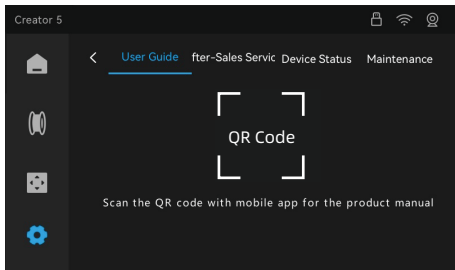 Creator 5
User Guide fter-Sales Servic Device Status Maintenance
QR Code
Scan the QR code with mobile app for the product manual